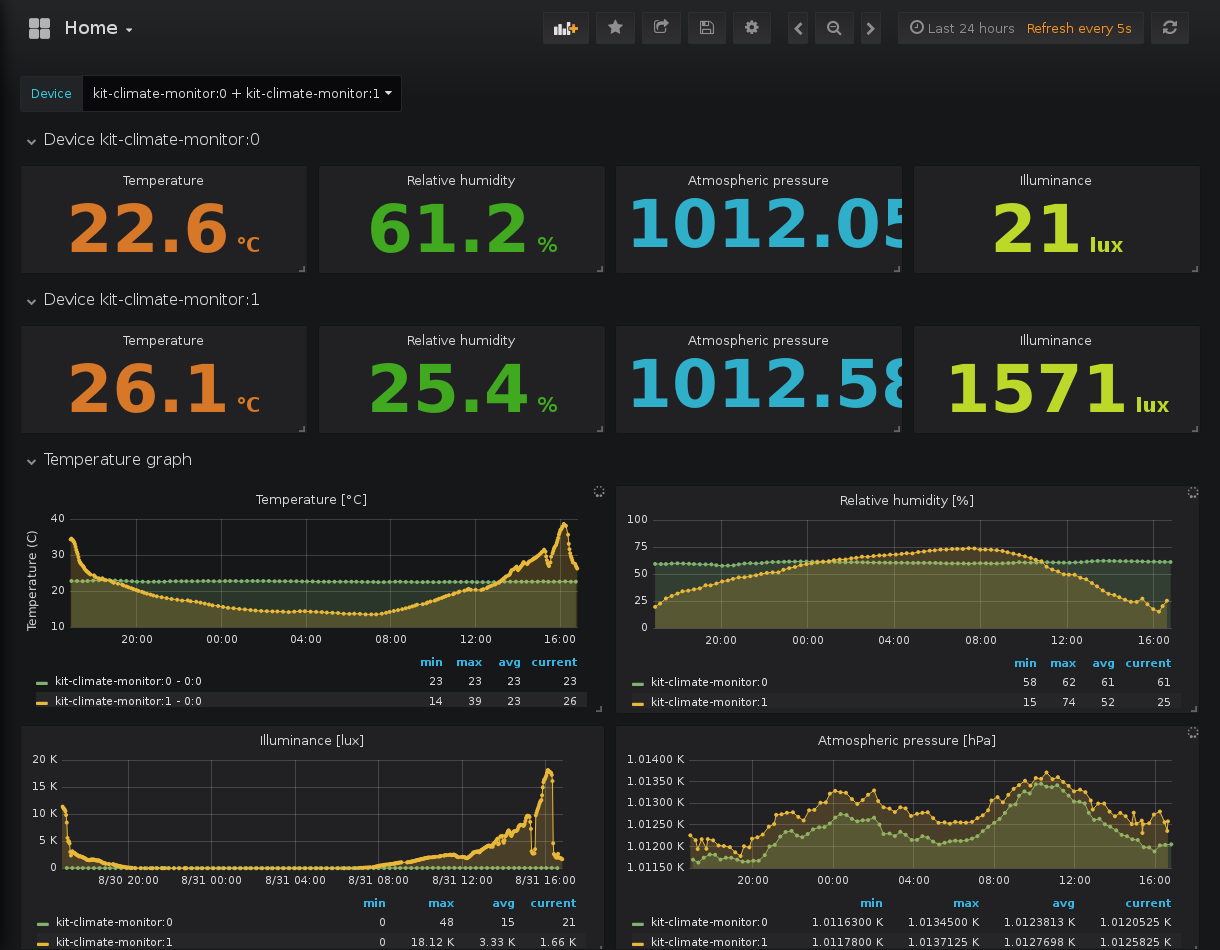 Home
Last 24 hours Refresh every 5s
Device kit-climate-monitor:0 + kit-climate-monitor:1
Device kit-climate-monitor:0
Temperature Relative humidity Atmospheric pressure Illuminance
22.6 °C 61.2 % 1012.05 21 lux
Device kit-climate-monitor:1
Temperature Relative humidity Atmospheric pressure Illuminance
26.1 °C 25.4 % 1012.58 1571 lux
Temperature graph
Temperature [°C]
Temperature (C)
40
30
20
10
20:00 00:00 04:00 08:00 12:00 16:00
min max avg current
kit-climate-monitor:0 - 0:0 23 23 23 23
kit-climate-monitor:1 - 0:0 14 39 23 26
Relative humidity [%]
100
75
50
25
0
20:00 00:00 04:00 08:00 12:00 16:00
min max avg current
kit-climate-monitor:0 58 62 61 61
kit-climate-monitor:1 15 74 52 25
Illuminance [lux]
20 K
15 K
10 K
5 K
0
8/30 20:00 8/31 00:00 8/31 04:00 8/31 08:00 8/31 12:00 8/31 16:00
min max avg current
kit-climate-monitor:0 0 48 15 21
kit-climate-monitor:1 0 18.12 K 3.33 K 1.66 K
Atmospheric pressure [hPa]
1.01400 K
1.01350 K
1.01300 K
1.01250 K
1.01200 K
1.01150 K
20:00 00:00 04:00 08:00 12:00 16:00
min max avg current
kit-climate-monitor:0 1.0116300 K 1.0134500 K 1.0123813 K 1.0120525 K
kit-climate-monitor:1 1.0117800 K 1.0137125 K 1.0127698 K 1.0125825 K